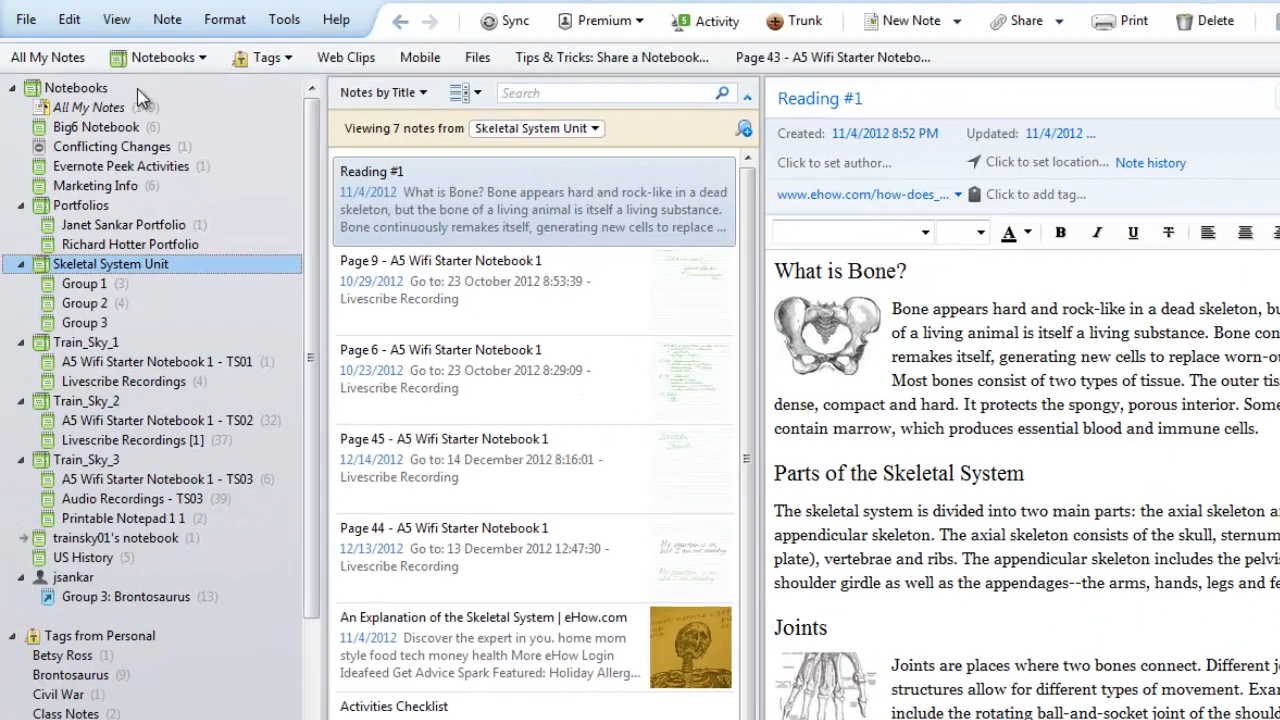 File Edit View Note Format Tools Help
Sync Premium 5 Activity Trunk New Note Share Print Delete
All My Notes Notebooks Tags Web Clips Mobile Files Tips & Tricks: Share a Notebook... Page 43 - A5 Wifi Starter Notebo...
Notebooks
All My Notes
Big6 Notebook (6)
Conflicting Changes (1)
Evernote Peek Activities (1)
Marketing Info (6)
Portfolios
Janet Sankar Portfolio (1)
Richard Hotter Portfolio
Skeletal System Unit
Group 1 (3)
Group 2 (4)
Group 3
Train_Sky_1
A5 Wifi Starter Notebook 1 - TS01 (1)
Livescribe Recordings (4)
Train_Sky_2
A5 Wifi Starter Notebook 1 - TS02 (32)
Livescribe Recordings [1] (37)
Train_Sky_3
A5 Wifi Starter Notebook 1 - TS03 (6)
Audio Recordings - TS03 (39)
Printable Notepad 1 1 (2)
trainsky01's notebook (1)
US History (5)
jsankar
Group 3: Brontosaurus (13)
Tags from Personal
Betsy Ross (1)
Brontosaurus (9)
Civil War (1)
Class Notes (2)
Notes by Title Search
Viewing 7 notes from Skeletal System Unit
Reading #1
11/4/2012 What is Bone? Bone appears hard and rock-like in a dead
skeleton, but the bone of a living animal is itself a living substance.
Bone continuously remakes itself, generating new cells to replace ...
Page 9 - A5 Wifi Starter Notebook 1
10/29/2012 Go to: 23 October 2012 8:53:39 -
Livescribe Recording
Page 6 - A5 Wifi Starter Notebook 1
10/23/2012 Go to: 23 October 2012 8:29:09 -
Livescribe Recording
Page 45 - A5 Wifi Starter Notebook 1
12/14/2012 Go to: 14 December 2012 8:16:01 -
Livescribe Recording
Page 44 - A5 Wifi Starter Notebook 1
12/13/2012 Go to: 13 December 2012 12:47:30 -
Livescribe Recording
An Explanation of the Skeletal System | eHow.com
11/4/2012 Discover the expert in you. home mom
style food tech money health More eHow Login
Ideafeed Get Advice Spark Featured: Holiday Allerg...
Activities Checklist
Reading #1
Created: 11/4/2012 8:52 PM Updated: 11/4/2012 ...
Click to set author... Click to set location... Note history
www.ehow.com/how-does_... Click to add tag...
A B I U T
What is Bone?
Bone appears hard and rock-like in a dead skeleton, bu
of a living animal is itself a living substance. Bone con
remakes itself, generating new cells to replace worn-o
Most bones consist of two types of tissue. The outer tis
dense, compact and hard. It protects the spongy, porous interior. Some
contain marrow, which produces essential blood and immune cells.
Parts of the Skeletal System
The skeletal system is divided into two main parts: the axial skeleton a
appendicular skeleton. The axial skeleton consists of the skull, sternum
plate), vertebrae and ribs. The appendicular skeleton includes the pelvi
shoulder girdle as well as the appendages--the arms, hands, legs and fe
Joints
Joints are places where two bones connect. Different jo
structures allow for different types of movement. Exam
include the rotating ball-and-socket joint of the should